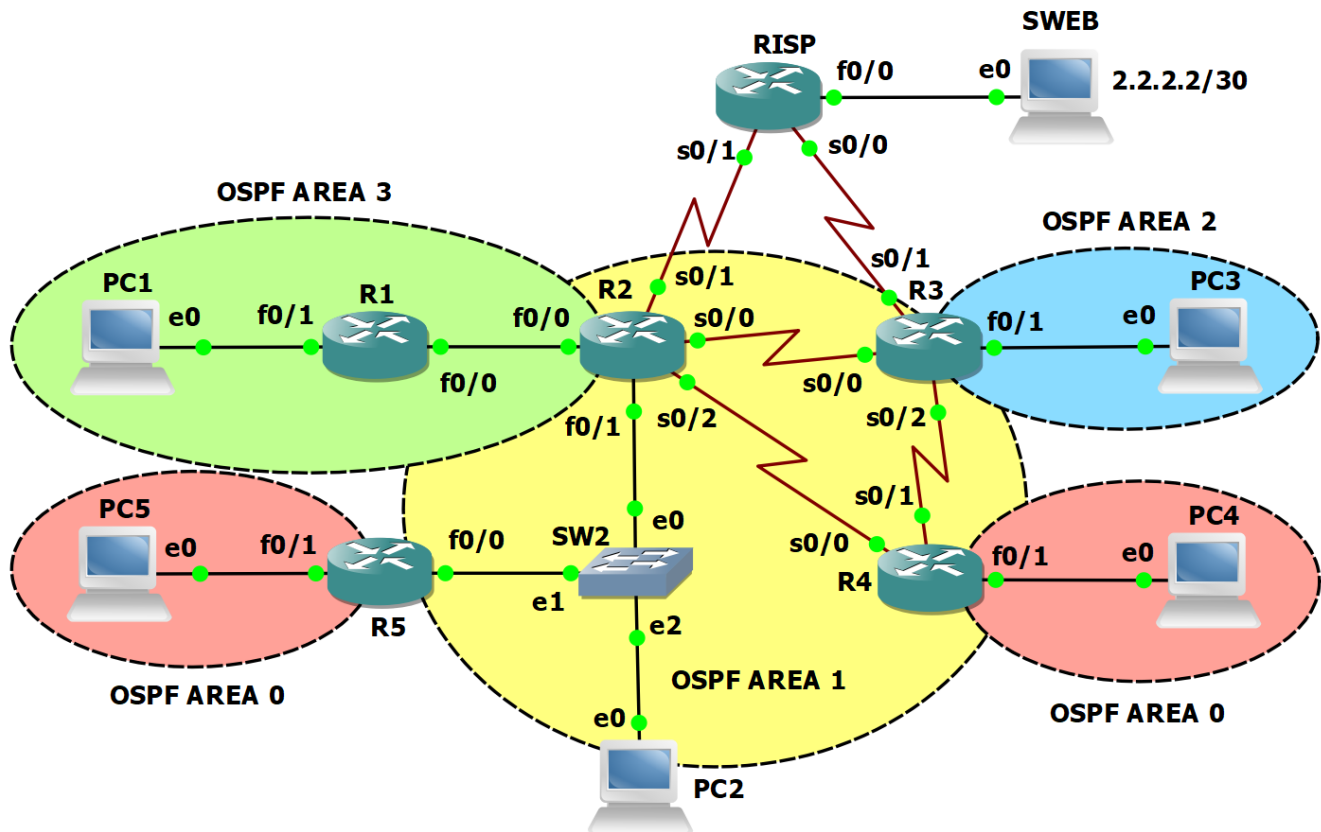 SWEB
RISP
f0/0
e0
2.2.2.2/30
s0/1
s0/0
OSPF AREA 3
OSPF AREA 2
PC1
e0
f0/1
R1
f0/0
f0/0
R2
s0/1
s0/0
s0/1
R3
s0/0
f0/1
e0
PC3
f0/1
s0/2
s0/2
PC5
e0
f0/1
R5
f0/0
SW2
e0
e1
e2
s0/1
s0/0
R4
f0/1
e0
PC4
OSPF AREA 0
OSPF AREA 1
OSPF AREA 0
e0
PC2